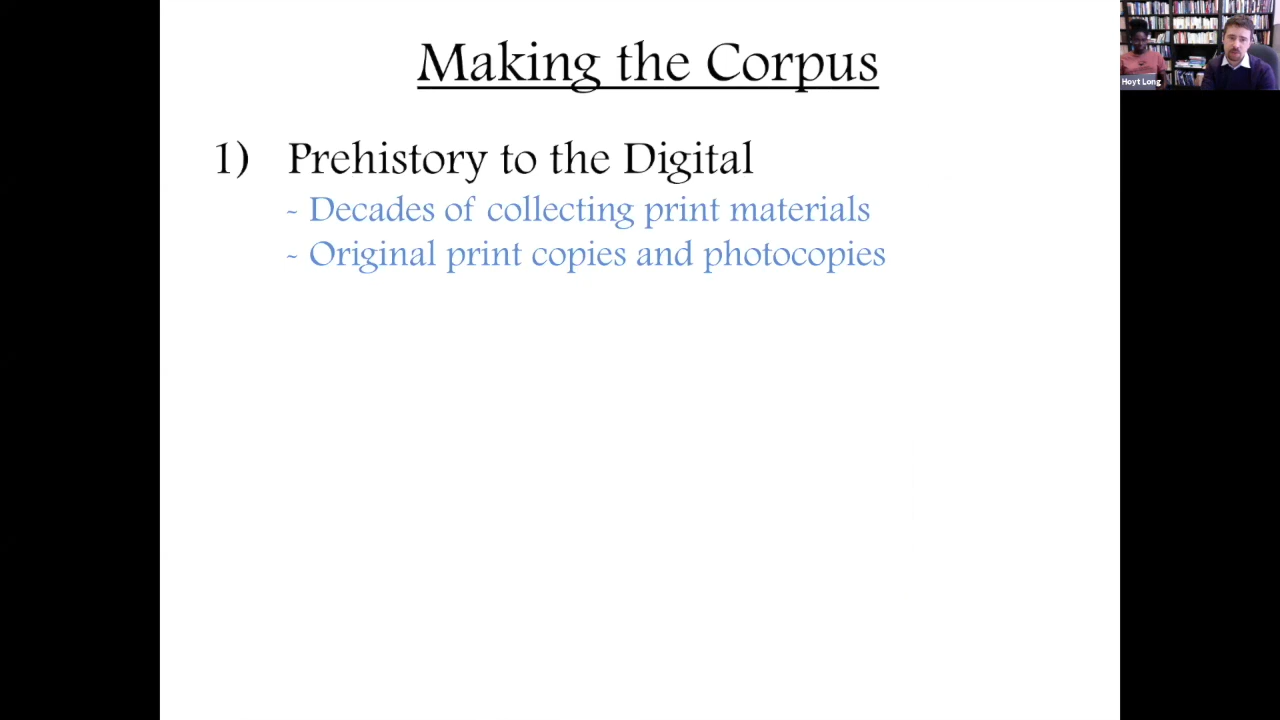 Making the Corpus
Hoyt Long
1) Prehistory to the Digital
- Decades of collecting print materials
- Original print copies and photocopies